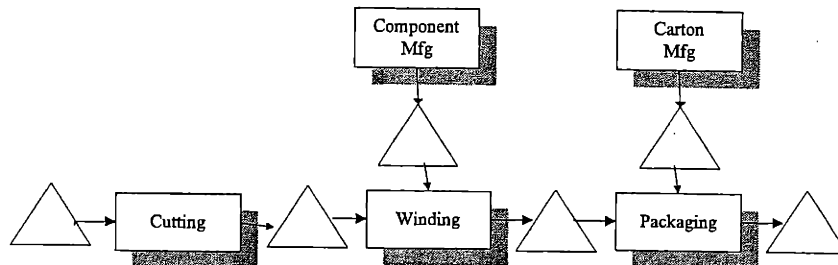 Component
Mfg
Carton
Mfg
Cutting
Winding
Packaging